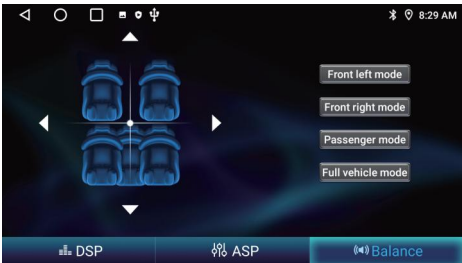 8:29 AM
Front left mode
Front right mode
Passenger mode
Full vehicle mode
DSP
ASP
Balance